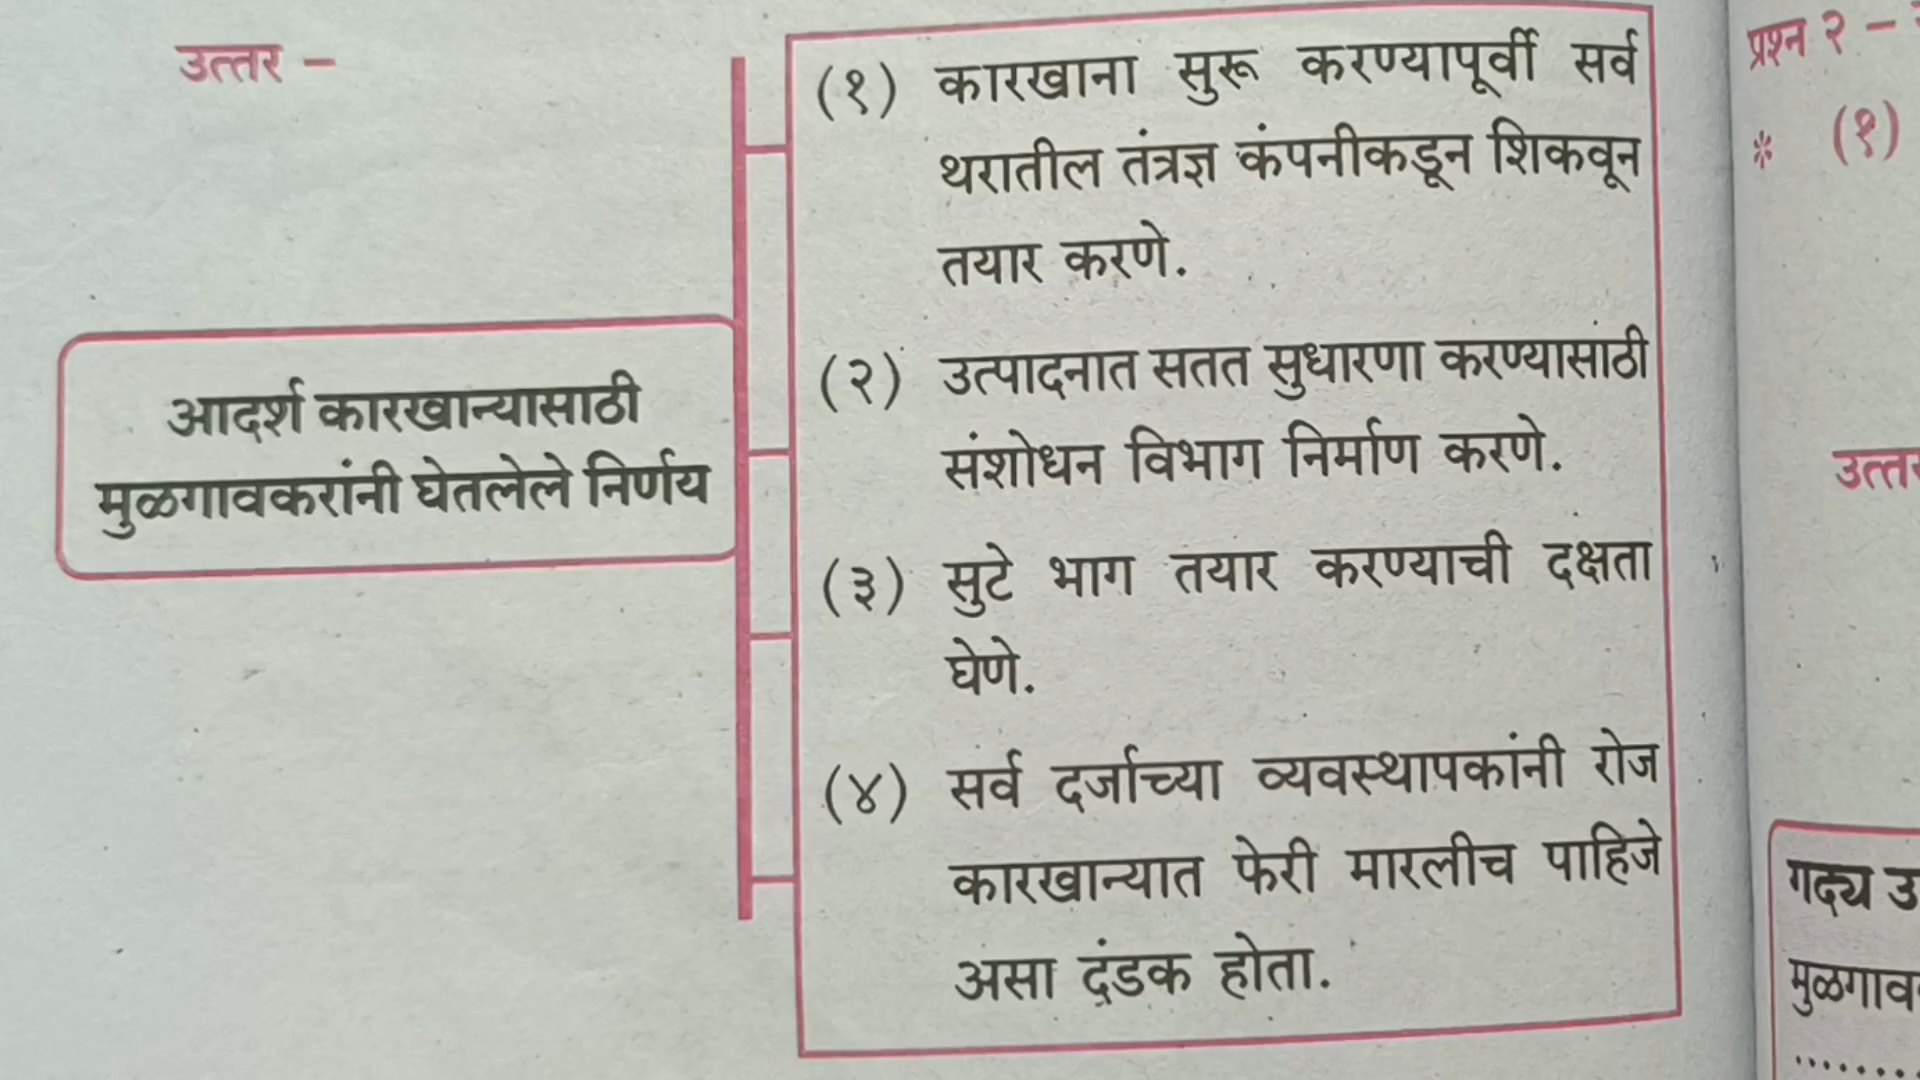 उत्तर –
आदर्श कारखान्यासाठी
मुळगावकरांनी घेतलेले निर्णय
(१) कारखाना सुरू करण्यापूर्वी सर्व
थरातील तंत्रज्ञ कंपनीकडून शिकवून
तयार करणे.
(२) उत्पादनात सतत सुधारणा करण्यासाठी
संशोधन विभाग निर्माण करणे.
(३) सुटे भाग तयार करण्याची दक्षता
घेणे.
(४) सर्व दर्जाच्या व्यवस्थापकांनी रोज
कारखान्यात फेरी मारलीच पाहिजे
असा दंडक होता.
प्रश्न २ –
* (१)
गद्य